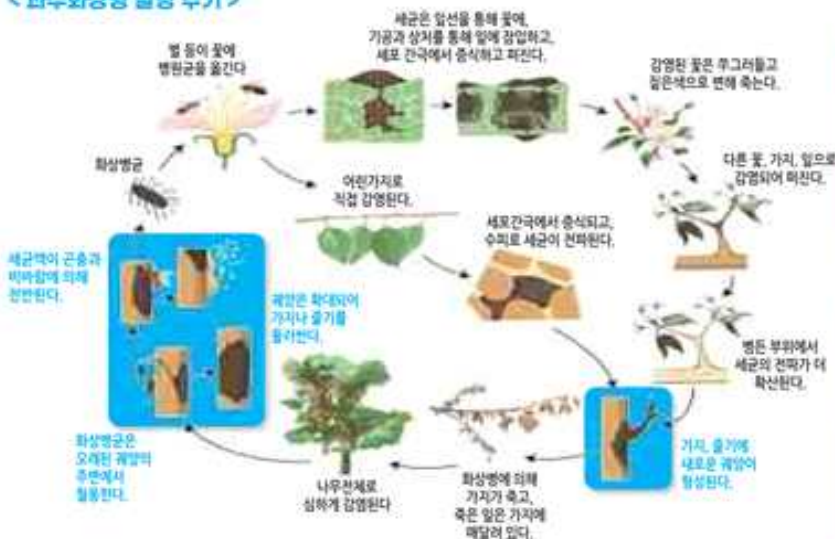 <과수화상병 발생 주기>
벌 등이 꽃에
병원균을 옮긴다
세균은 밀선을 통해 꽃에,
기공과 상처를 통해 잎에 잠입하고,
세포 간극에서 증식하고 퍼진다.
감염된 꽃은 쭈그러들고
짙은색으로 변해 죽는다.
다른 꽃, 가지, 잎으로
감염되어 퍼진다.
병든 부위에서
세균의 전파가 더
확산된다.
화상병균
어린가지로
직접 감염된다.
세포간극에서 증식되고,
수피로 세균이 전파된다.
가지, 줄기에
새로운 궤양이
형성된다.
화상병에 의해
가지가 죽고,
죽은 잎은 가지에
매달려 있다.
나무전체로
심하게 감염된다
궤양은 확대되어
가지나 줄기를
둘러싼다.
세균액이 곤충과
비바람에 의해
전반된다.
화상병균은
오래된 궤양의
주변에서
월동한다.